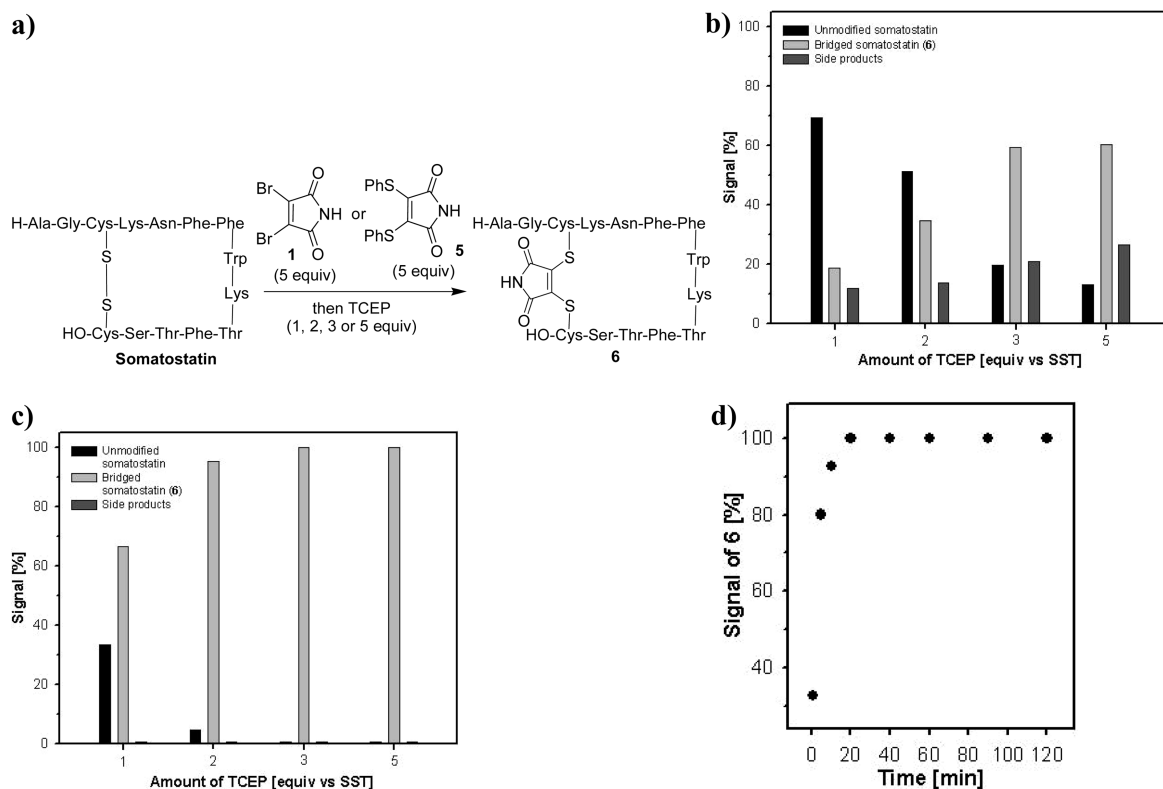 a)
H-Ala-Gly-Cys-Lys-Asn-Phe-Phe
S
S
Trp
Lys
HO-Cys-Ser-Thr-Phe-Thr
Somatostatin
Br
Br
O
O
NH
1
(5 equiv)
or
PhS
PhS
O
O
NH
5
(5 equiv)
then TCEP
(1, 2, 3 or 5 equiv)
H-Ala-Gly-Cys-Lys-Asn-Phe-Phe
O
HN
O
S
S
Trp
Lys
HO-Cys-Ser-Thr-Phe-Thr
6
b)
Unmodified somatostatin
Bridged somatostatin (6)
Side products
Signal [%]
100
80
60
40
20
0
1 2 3 5
Amount of TCEP [equiv vs SST]
c)
Unmodified
somatostatin
Bridged
somatostatin (6)
Side products
Signal [%]
100
80
60
40
20
0
1 2 3 5
Amount of TCEP [equiv vs SST]
d)
Signal of 6 [%]
100
80
60
40
0 20 40 60 80 100 120
Time [min]